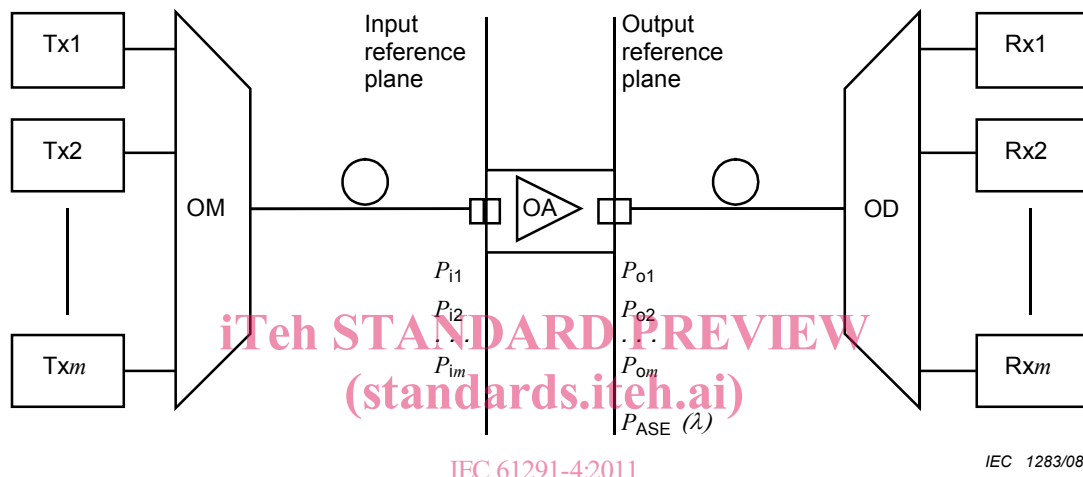 Tx1
Tx2
Txm
OM
Input
reference
plane
Output
reference
plane
OA
OD
Rx1
Rx2
Rxm
Pi1
Po1
Pi2
Po2
. . .
. . .
Pim
Pom
PASE (λ)
iTeh STANDARD PREVIEW
(standards.iteh.ai)
IEC 61291-4:2011
IEC 1283/08